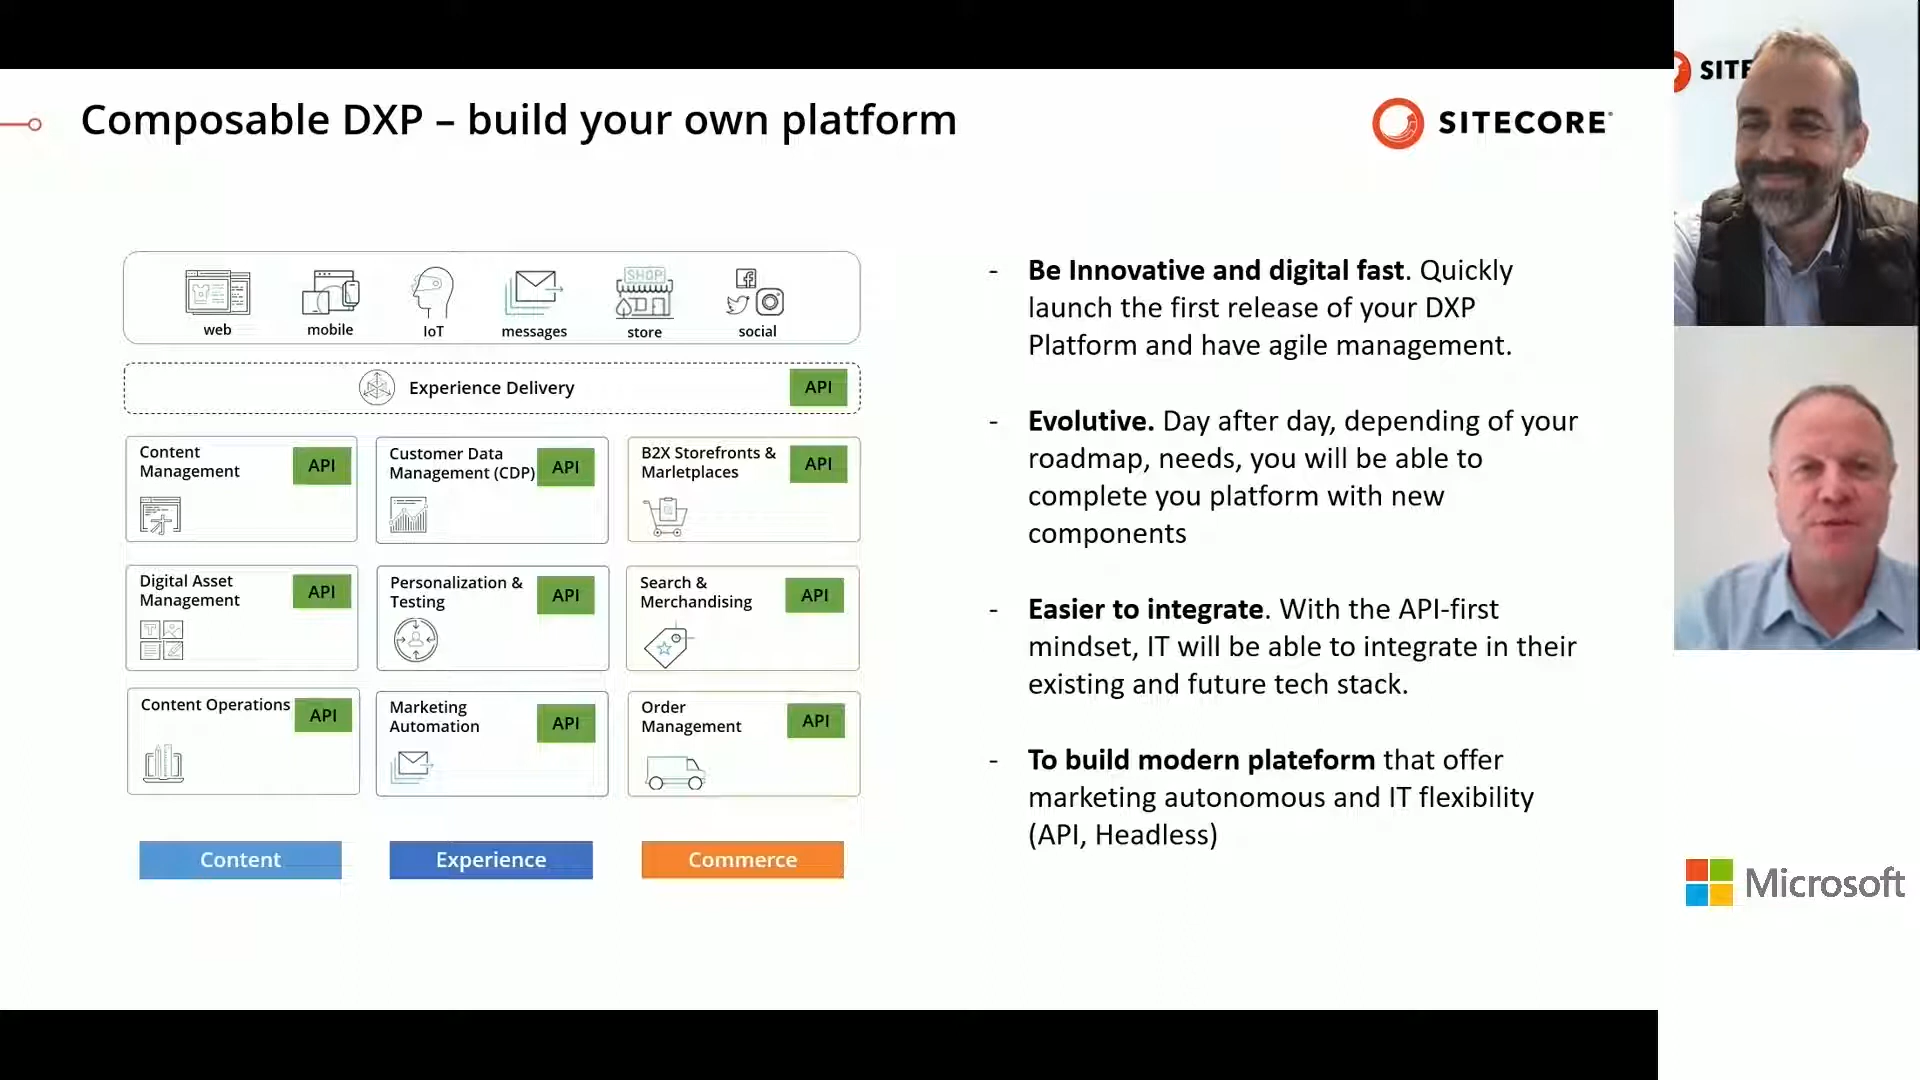 Composable DXP – build your own platform
SITECORE
SITE
web
mobile
IoT
SHOP
messages
store
social
Experience Delivery
API
Content
Management
API
Customer Data
Management (CDP)
API
B2X Storefronts &
Marletplaces
API
Digital Asset
Management
API
Personalization &
Testing
API
Search &
Merchandising
API
Content Operations
API
Marketing
Automation
API
Order
Management
API
Content
Experience
Commerce
- Be Innovative and digital fast. Quickly
launch the first release of your DXP
Platform and have agile management.
- Evolutive. Day after day, depending of your
roadmap, needs, you will be able to
complete you platform with new
components
- Easier to integrate. With the API-first
mindset, IT will be able to integrate in their
existing and future tech stack.
- To build modern plateform that offer
marketing autonomous and IT flexibility
(API, Headless)
Microsoft